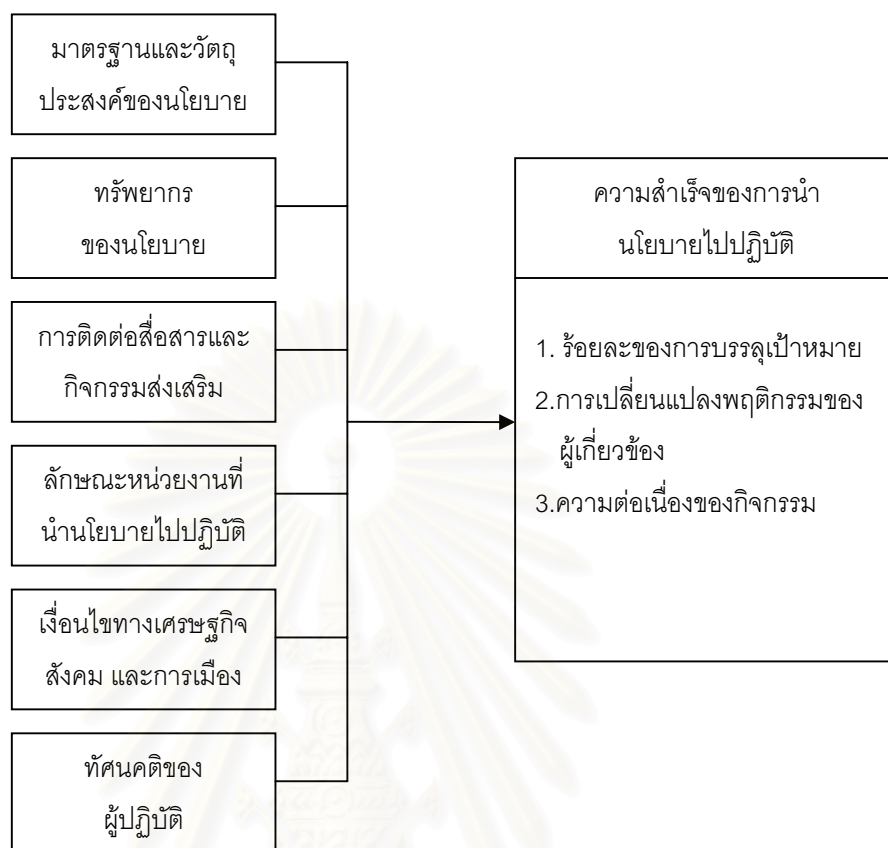 มาตรฐานและวัตถุ
ประสงค์ของนโยบาย
ทรัพยากร
ของนโยบาย
การติดต่อสื่อสารและ
กิจกรรมส่งเสริม
ลักษณะหน่วยงานที่
นำนโยบายไปปฏิบัติ
เงื่อนไขทางเศรษฐกิจ
สังคม และการเมือง
ทัศนคติของ
ผู้ปฏิบัติ
ความสำเร็จของการนำ
นโยบายไปปฏิบัติ
1. ร้อยละของการบรรลุเป้าหมาย
2.การเปลี่ยนแปลงพฤติกรรมของ
ผู้เกี่ยวข้อง
3.ความต่อเนื่องของกิจกรรม